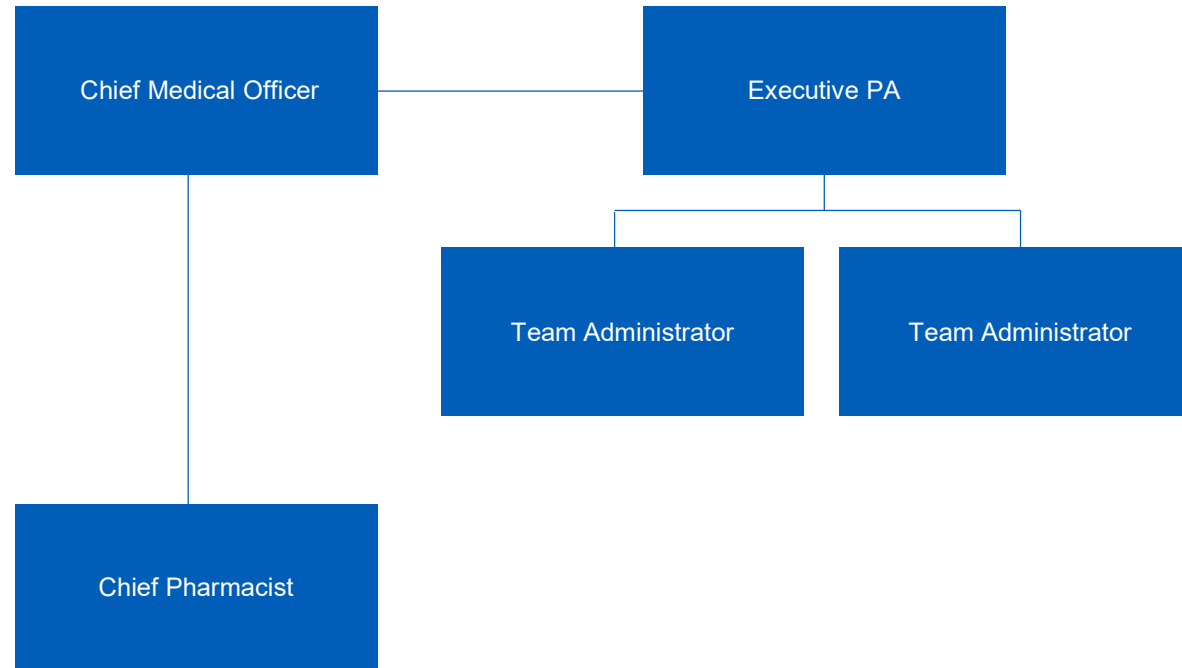 Chief Medical Officer
Executive PA
Team Administrator
Team Administrator
Chief Pharmacist